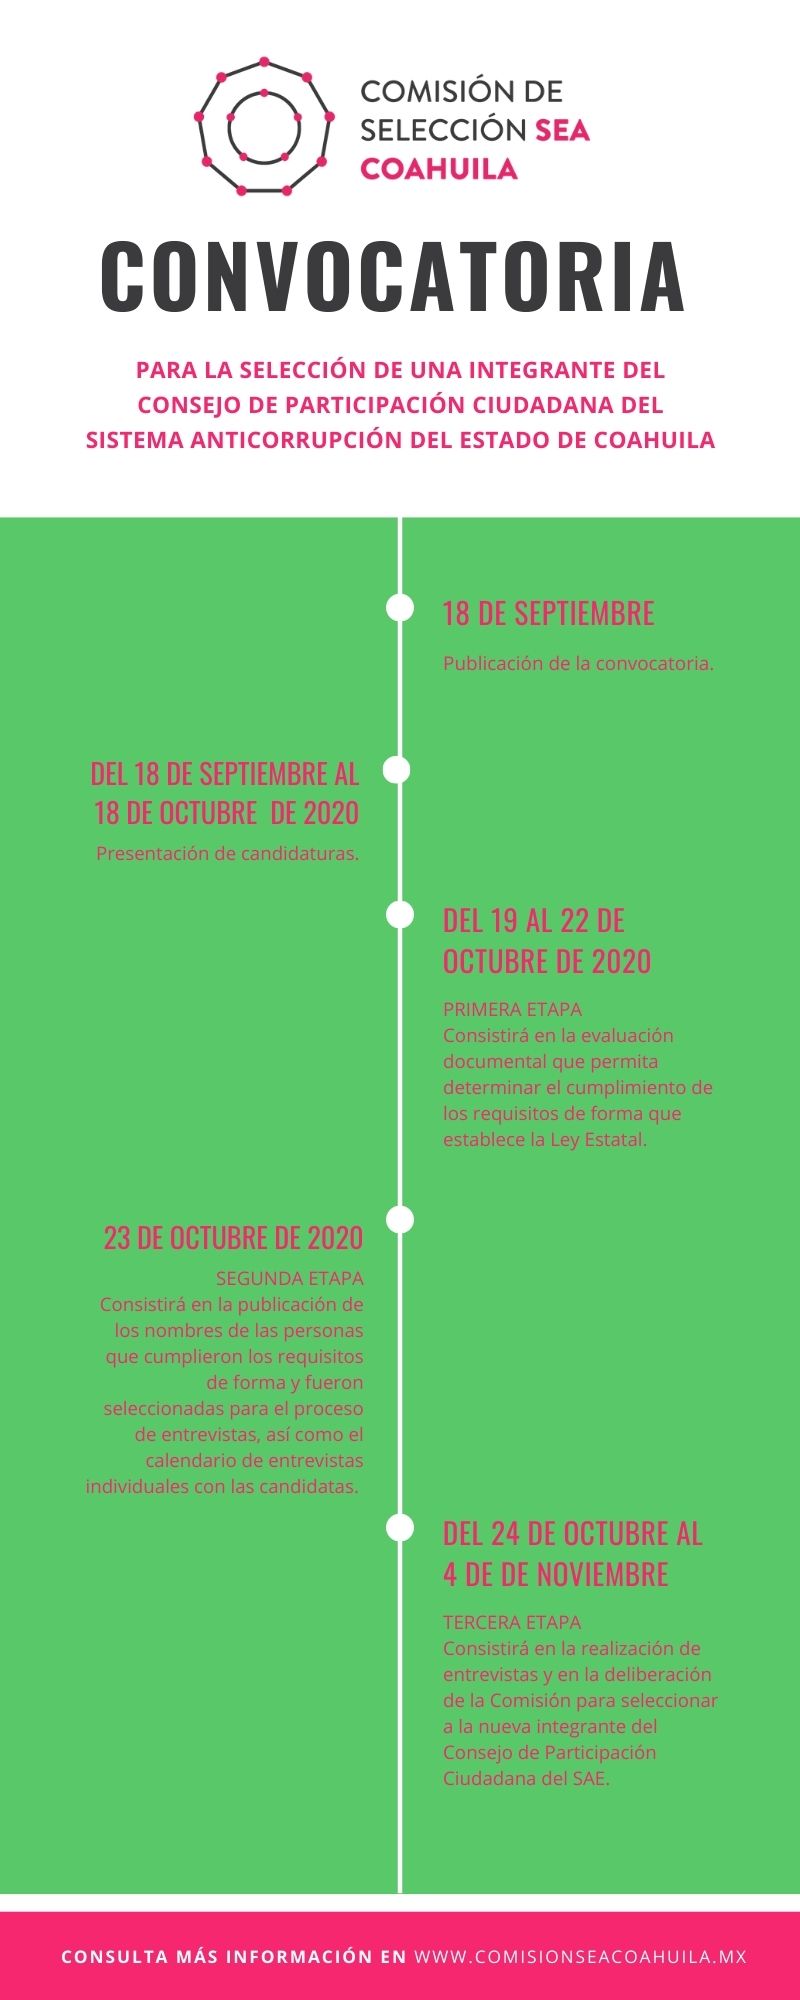 COMISIÓN DE
SELECCIÓN SEA
COAHUILA
CONVOCATORIA
PARA LA SELECCIÓN DE UNA INTEGRANTE DEL
CONSEJO DE PARTICIPACIÓN CIUDADANA DEL
SISTEMA ANTICORRUPCIÓN DEL ESTADO DE COAHUILA
18 DE SEPTIEMBRE
Publicación de la convocatoria.
DEL 18 DE SEPTIEMBRE AL
18 DE OCTUBRE DE 2020
Presentación de candidaturas.
DEL 19 AL 22 DE
OCTUBRE DE 2020
PRIMERA ETAPA
Consistirá en la evaluación
documental que permita
determinar el cumplimiento de
los requisitos de forma que
establece la Ley Estatal.
23 DE OCTUBRE DE 2020
SEGUNDA ETAPA
Consistirá en la publicación de
los nombres de las personas
que cumplieron los requisitos
de forma y fueron
seleccionadas para el proceso
de entrevistas, así como el
calendario de entrevistas
individuales con las candidatas.
DEL 24 DE OCTUBRE AL
4 DE DE NOVIEMBRE
TERCERA ETAPA
Consistirá en la realización de
entrevistas y en la deliberación
de la Comisión para seleccionar
a la nueva integrante del
Consejo de Participación
Ciudadana del SAE.
CONSULTA MÁS INFORMACIÓN EN WWW.COMISIONSEACOAHUILA.MX